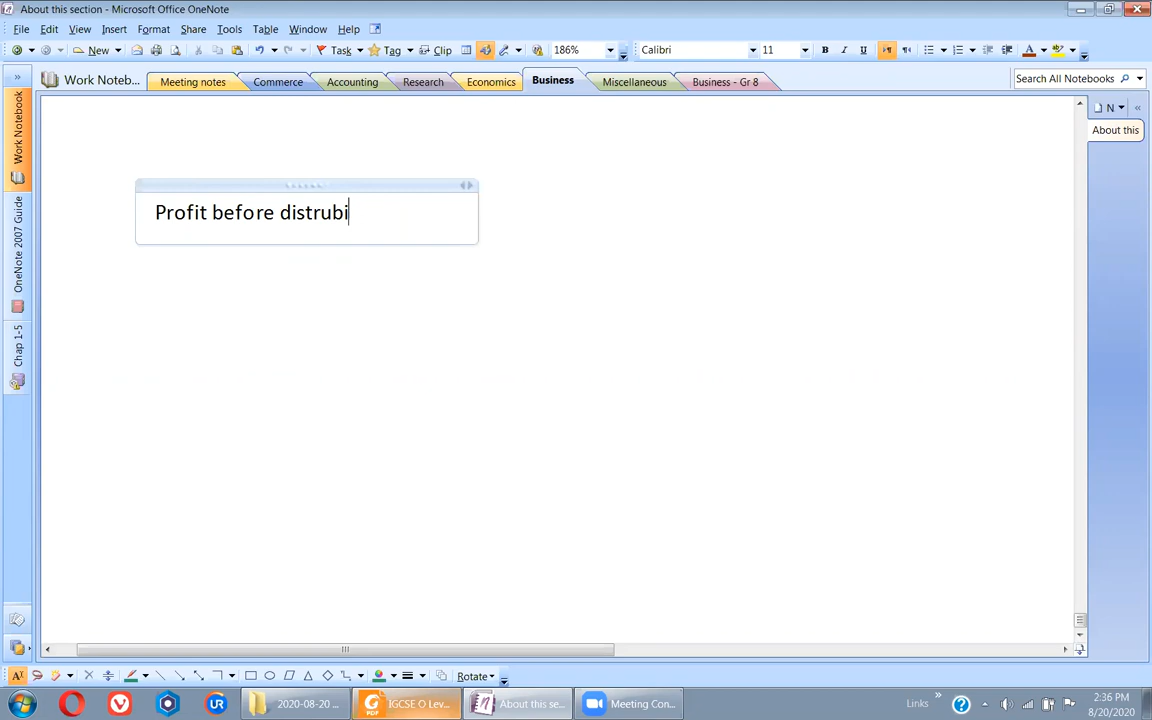 About this section - Microsoft Office OneNote
File Edit View Insert Format Share Tools Table Window Help
New Task Tag Clip 186% Calibri 11 B I U A
Work Noteb... Meeting notes Commerce Accounting Research Economics Business Miscellaneous Business - Gr 8 Search All Notebooks
N
About this
Work Notebook
OneNote 2007 Guide
Chap 1-5
Profit before distrubi
Rotate
2020-08-20 ... IGCSE O Lev... About this se... Meeting Con... Links 2:36 PM
8/20/2020